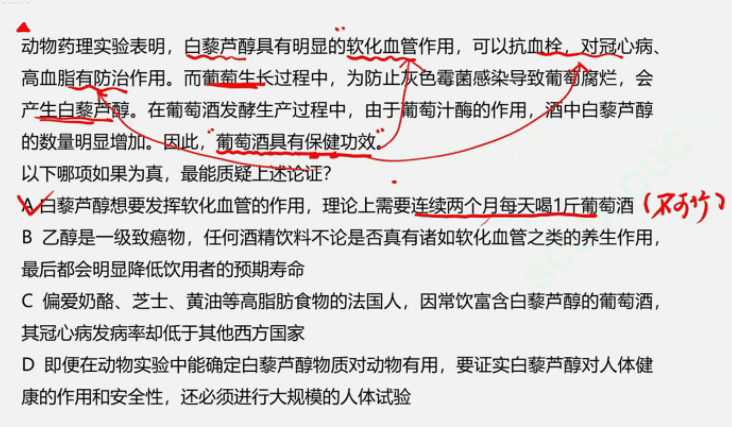 动物药理实验表明，白藜芦醇具有明显的“软化血管作用，可以抗血栓，对冠心病、
高血脂有防治作用。而葡萄生长过程中，为防止灰色霉菌感染导致葡萄腐烂，会
产生白藜芦醇。在葡萄酒发酵生产过程中，由于葡萄汁酶的作用，酒中白藜芦醇
的数量明显增加。因此，“葡萄酒具有保健功效”。
以下哪项如果为真，最能质疑上述论证？
A 白藜芦醇想要发挥软化血管的作用，理论上需要连续两个月每天喝1斤葡萄酒（不可行）
B 乙醇是一级致癌物，任何酒精饮料不论是否真有诸如软化血管之类的养生作用，
最后都会明显降低饮用者的预期寿命
C 偏爱奶酪、芝士、黄油等高脂肪食物的法国人，因常饮富含白藜芦醇的葡萄酒，
其冠心病发病率却低于其他西方国家
D 即便在动物实验中能确定白藜芦醇物质对动物有用，要证实白藜芦醇对人体健
康的作用和安全性，还必须进行大规模的人体试验